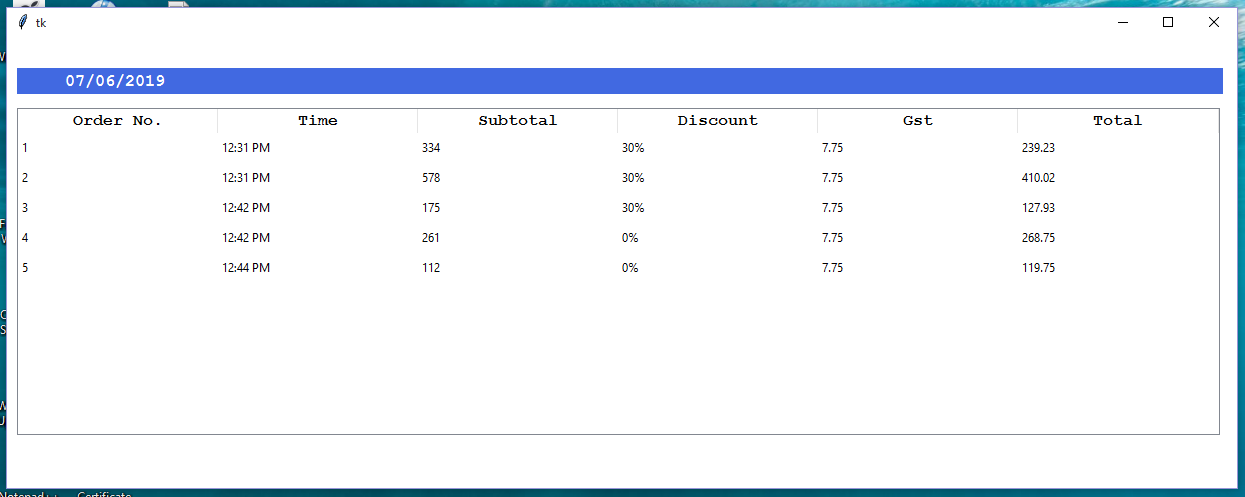 tk
07/06/2019
Order No. Time Subtotal Discount Gst Total
1 12:31 PM 334 30% 7.75 239.23
2 12:31 PM 578 30% 7.75 410.02
3 12:42 PM 175 30% 7.75 127.93
4 12:42 PM 261 0% 7.75 268.75
5 12:44 PM 112 0% 7.75 119.75
Certificate